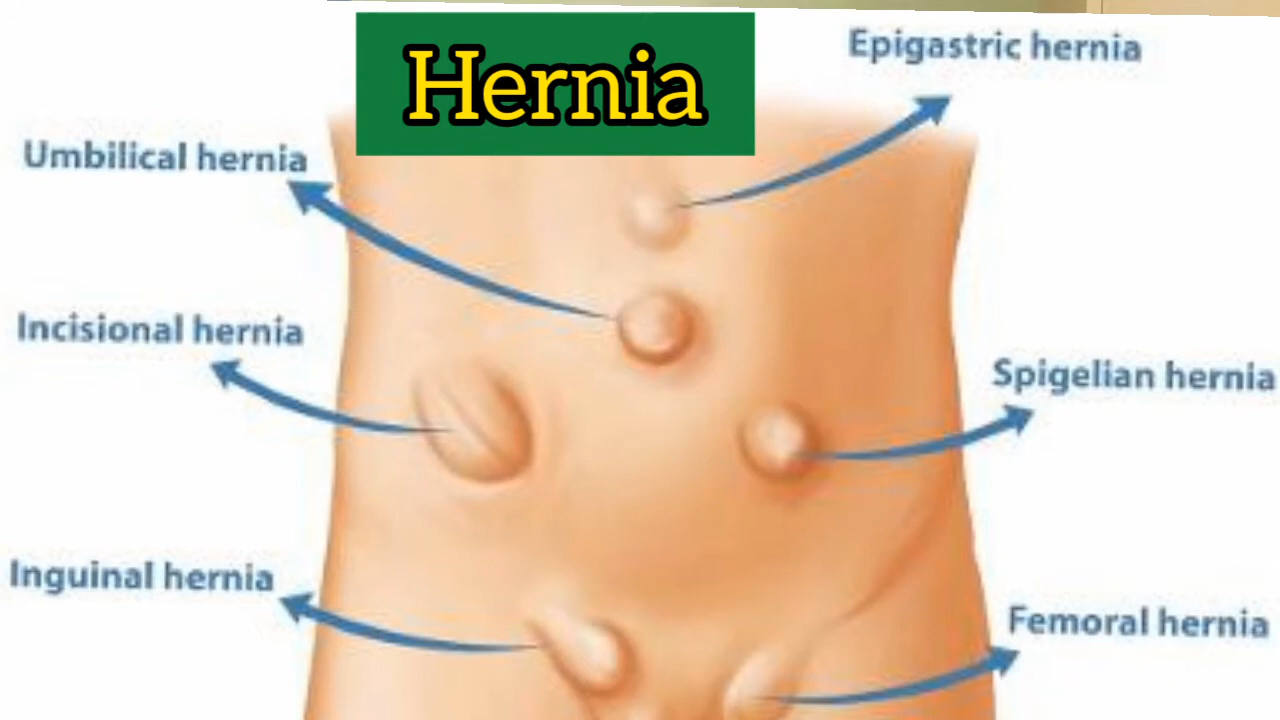 Hernia
Epigastric hernia
Umbilical hernia
Incisional hernia
Spigelian hernia
Inguinal hernia
Femoral hernia